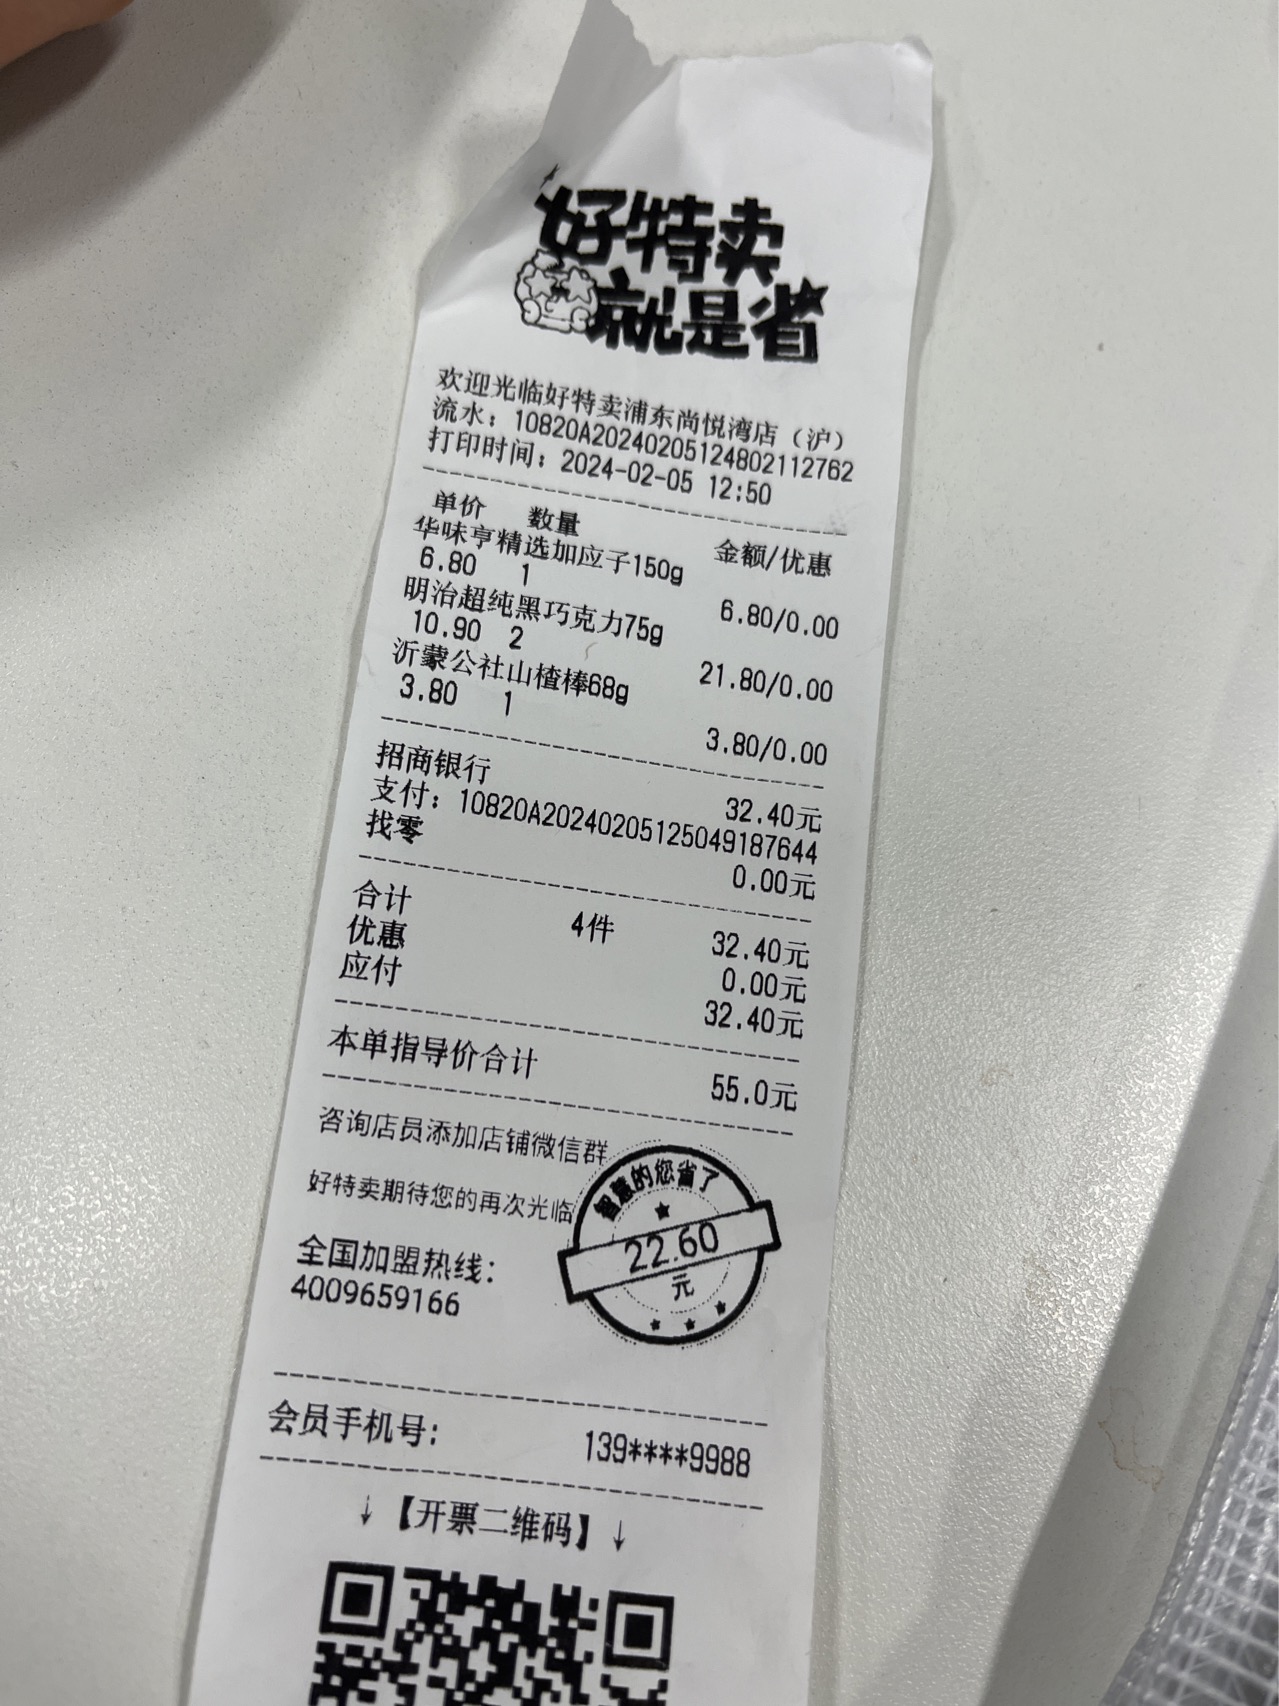 好特卖
就是省
欢迎光临好特卖浦东尚悦湾店（沪）
流水：10820A20240205124802112762
打印时间：2024-02-05 12:50
单价 数量 金额/优惠
华味亨精选加应子150g
6.80 1 6.80/0.00
明治超纯黑巧克力75g
10.90 2 21.80/0.00
沂蒙公社山楂棒68g
3.80 1 3.80/0.00
招商银行 32.40元
支付：10820A20240205125049187644
找零 0.00元
合计 4件 32.40元
优惠 0.00元
应付 32.40元
本单指导价合计 55.0元
咨询店员添加店铺微信群
好特卖期待您的再次光临
智慧的您省了
22.60
元
全国加盟热线：
4009659166
会员手机号： 139****9988
↓【开票二维码】↓